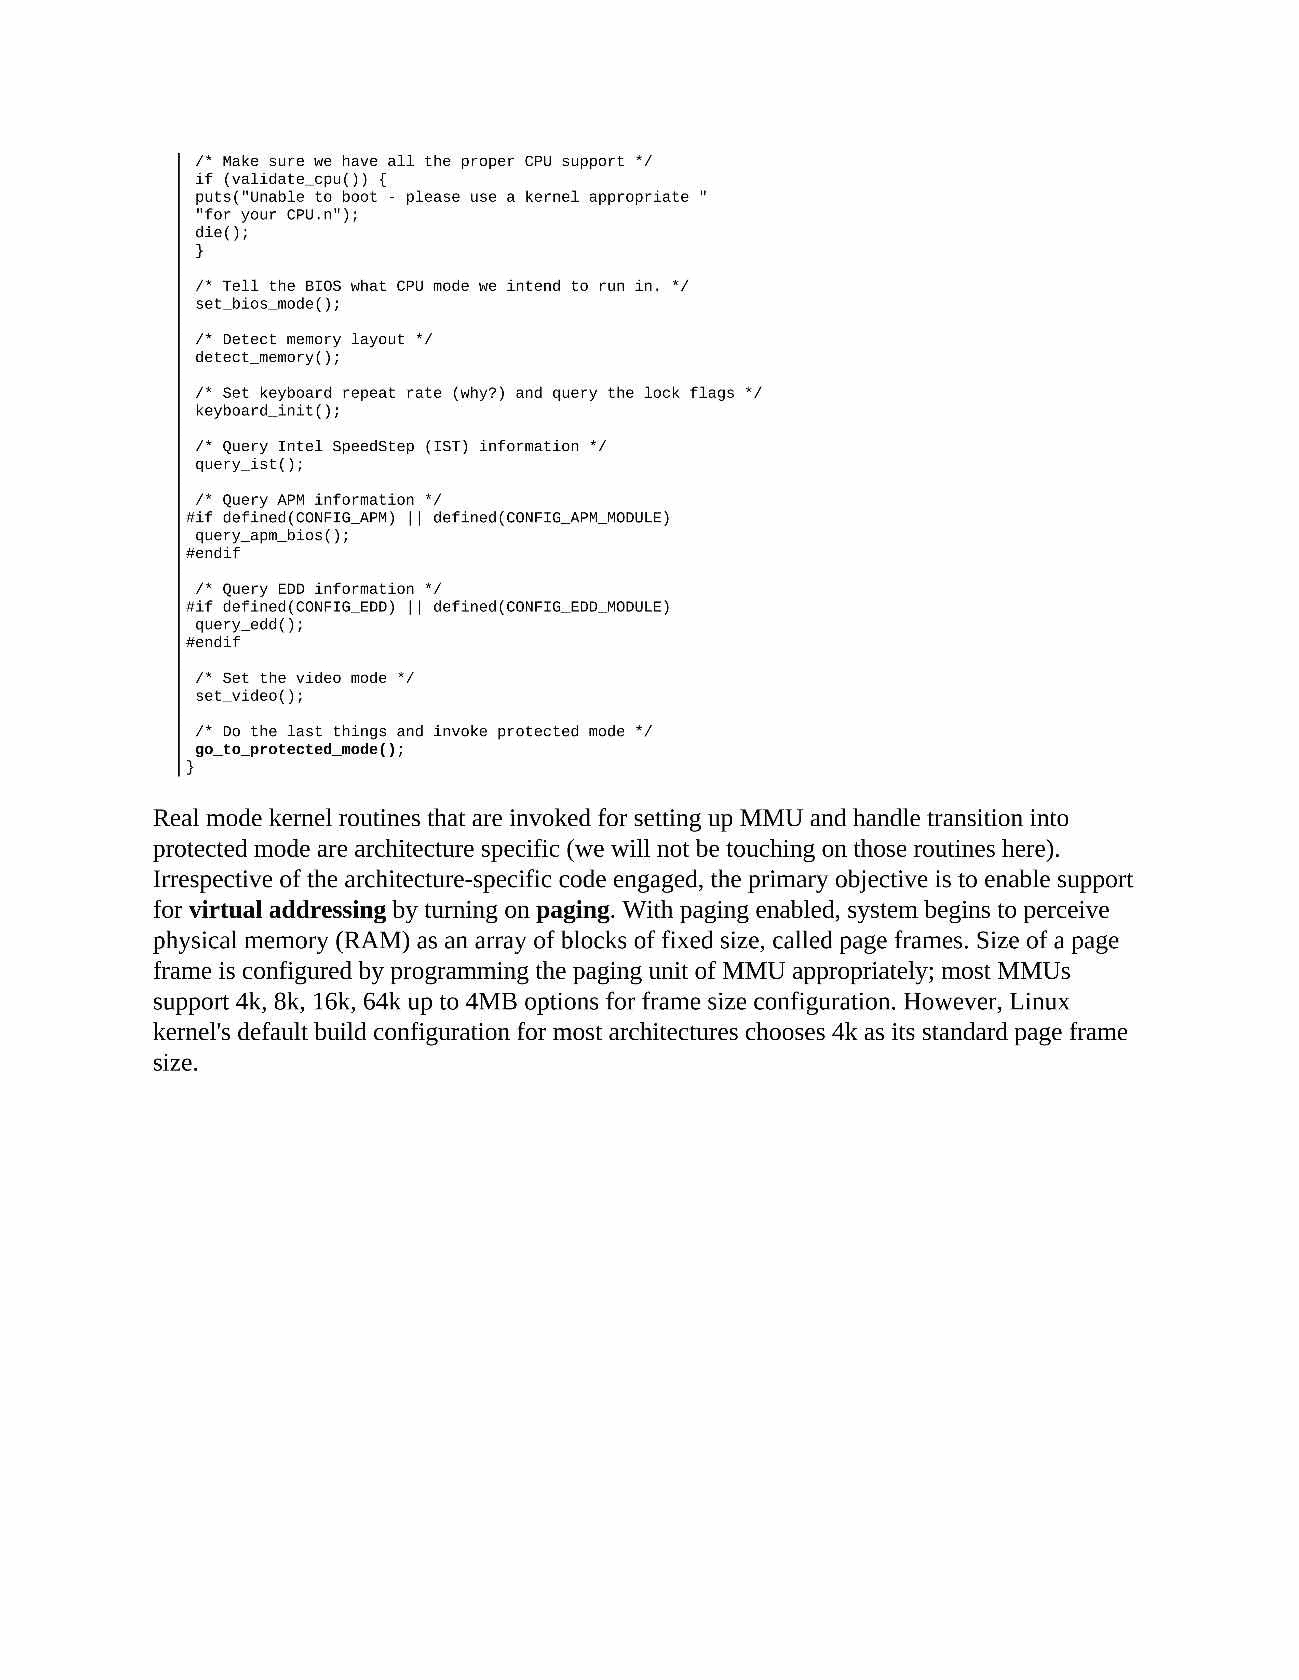 /* Make sure we have all the proper CPU support */
if (validate_cpu()) {
puts("Unable to boot - please use a kernel appropriate "
"for your CPU.n");
die();
}
/* Tell the BIOS what CPU mode we intend to run in. */
set_bios_mode();
/* Detect memory layout */
detect_memory();
/* Set keyboard repeat rate (why?) and query the lock flags */
keyboard_init();
/* Query Intel SpeedStep (IST) information */
query_ist();
/* Query APM information */
#if defined(CONFIG_APM) || defined(CONFIG_APM_MODULE)
query_apm_bios();
#endif
/* Query EDD information */
#if defined(CONFIG_EDD) || defined(CONFIG_EDD_MODULE)
query_edd();
#endif
/* Set the video mode */
set_video();
/* Do the last things and invoke protected mode */
go_to_protected_mode();
}
Real mode kernel routines that are invoked for setting up MMU and handle transition into
protected mode are architecture specific (we will not be touching on those routines here).
Irrespective of the architecture-specific code engaged, the primary objective is to enable support
for virtual addressing by turning on paging. With paging enabled, system begins to perceive
physical memory (RAM) as an array of blocks of fixed size, called page frames. Size of a page
frame is configured by programming the paging unit of MMU appropriately; most MMUs
support 4k, 8k, 16k, 64k up to 4MB options for frame size configuration. However, Linux
kernel's default build configuration for most architectures chooses 4k as its standard page frame
size.